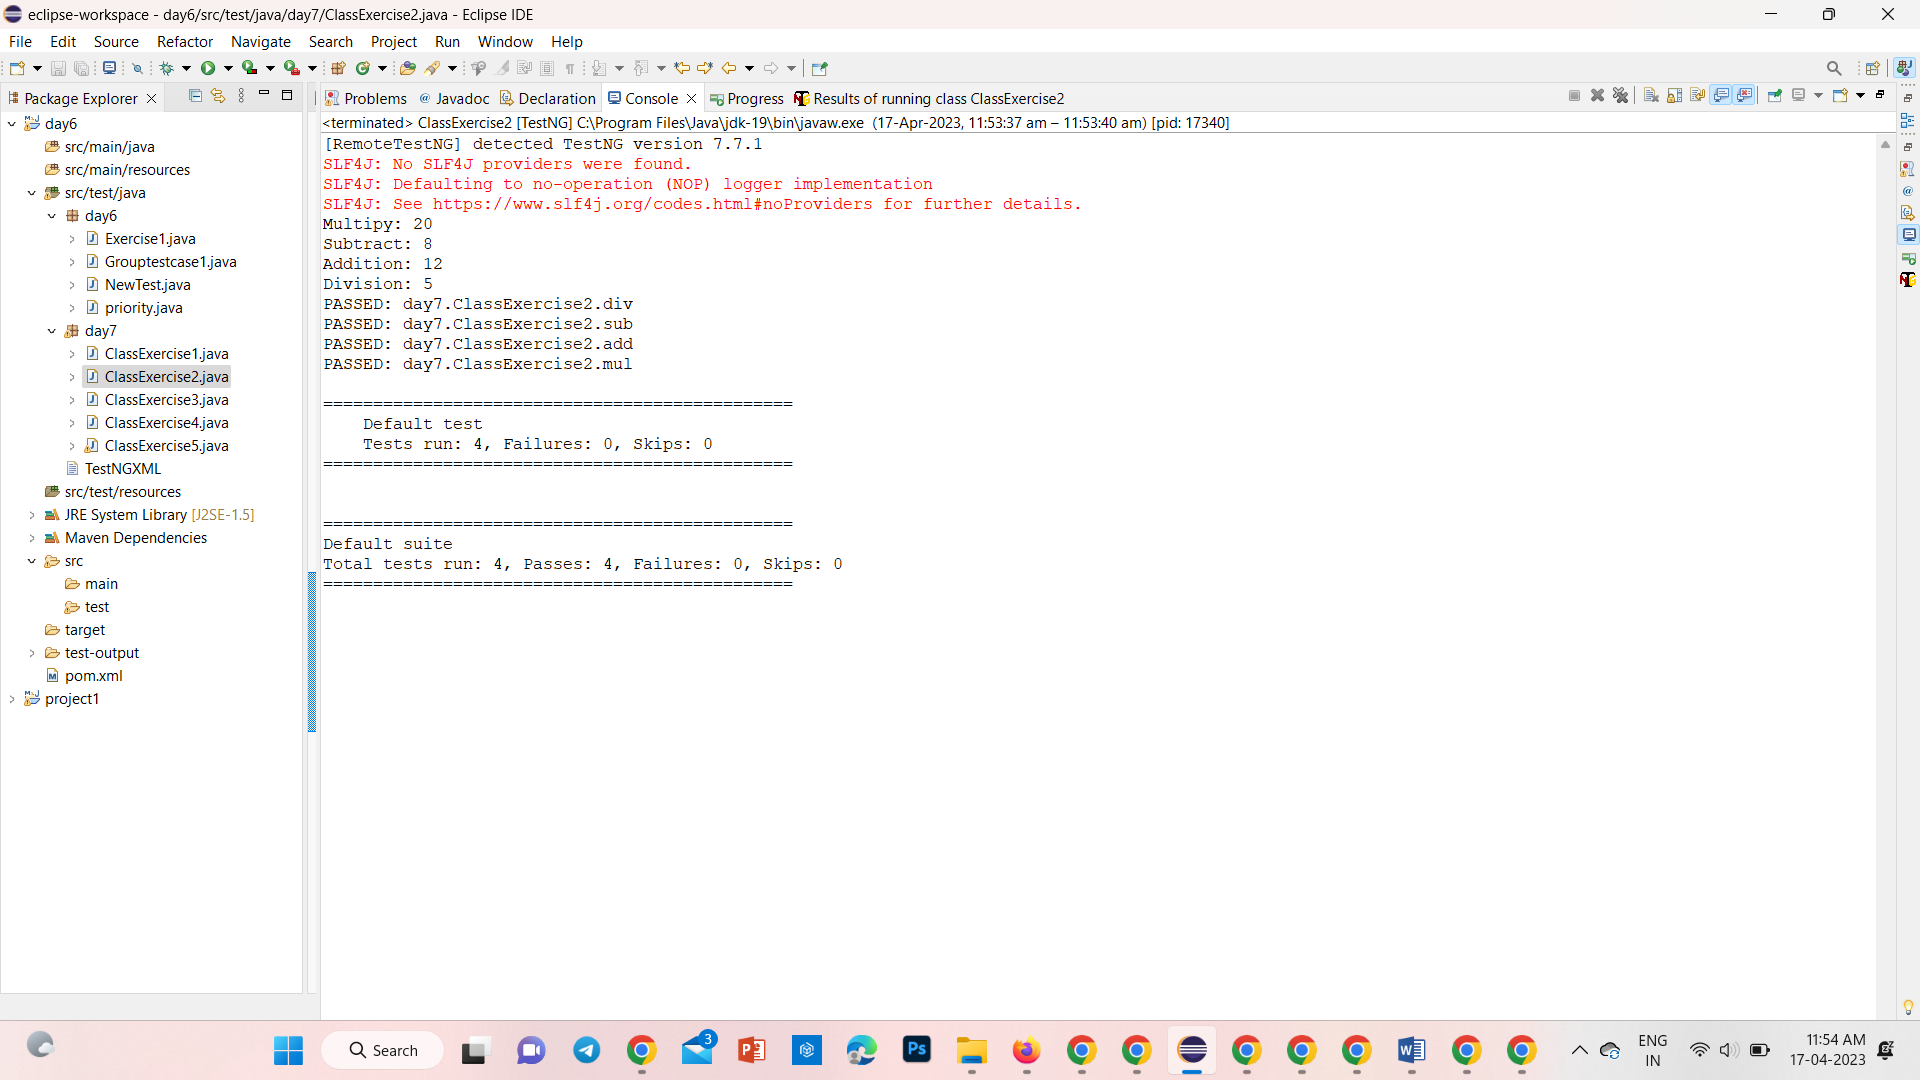 eclipse-workspace - day6/src/test/java/day7/ClassExercise2.java - Eclipse IDE
File Edit Source Refactor Navigate Search Project Run Window Help
Package Explorer
day6
src/main/java
src/main/resources
src/test/java
day6
Exercise1.java
Grouptestcase1.java
NewTest.java
priority.java
day7
ClassExercise1.java
ClassExercise2.java
ClassExercise3.java
ClassExercise4.java
ClassExercise5.java
TestNGXML
src/test/resources
JRE System Library [J2SE-1.5]
Maven Dependencies
src
main
test
target
test-output
pom.xml
project1
Problems @ Javadoc Declaration Console Progress Results of running class ClassExercise2
<terminated> ClassExercise2 [TestNG] C:\Program Files\Java\jdk-19\bin\javaw.exe (17-Apr-2023, 11:53:37 am – 11:53:40 am) [pid: 17340]
[RemoteTestNG] detected TestNG version 7.7.1
SLF4J: No SLF4J providers were found.
SLF4J: Defaulting to no-operation (NOP) logger implementation
SLF4J: See https://www.slf4j.org/codes.html#noProviders for further details.
Multipy: 20
Subtract: 8
Addition: 12
Division: 5
PASSED: day7.ClassExercise2.div
PASSED: day7.ClassExercise2.sub
PASSED: day7.ClassExercise2.add
PASSED: day7.ClassExercise2.mul
===============================================
Default test
Tests run: 4, Failures: 0, Skips: 0
===============================================
===============================================
Default suite
Total tests run: 4, Passes: 4, Failures: 0, Skips: 0
===============================================
Search
3
Ps
ENG
IN
11:54 AM
17-04-2023